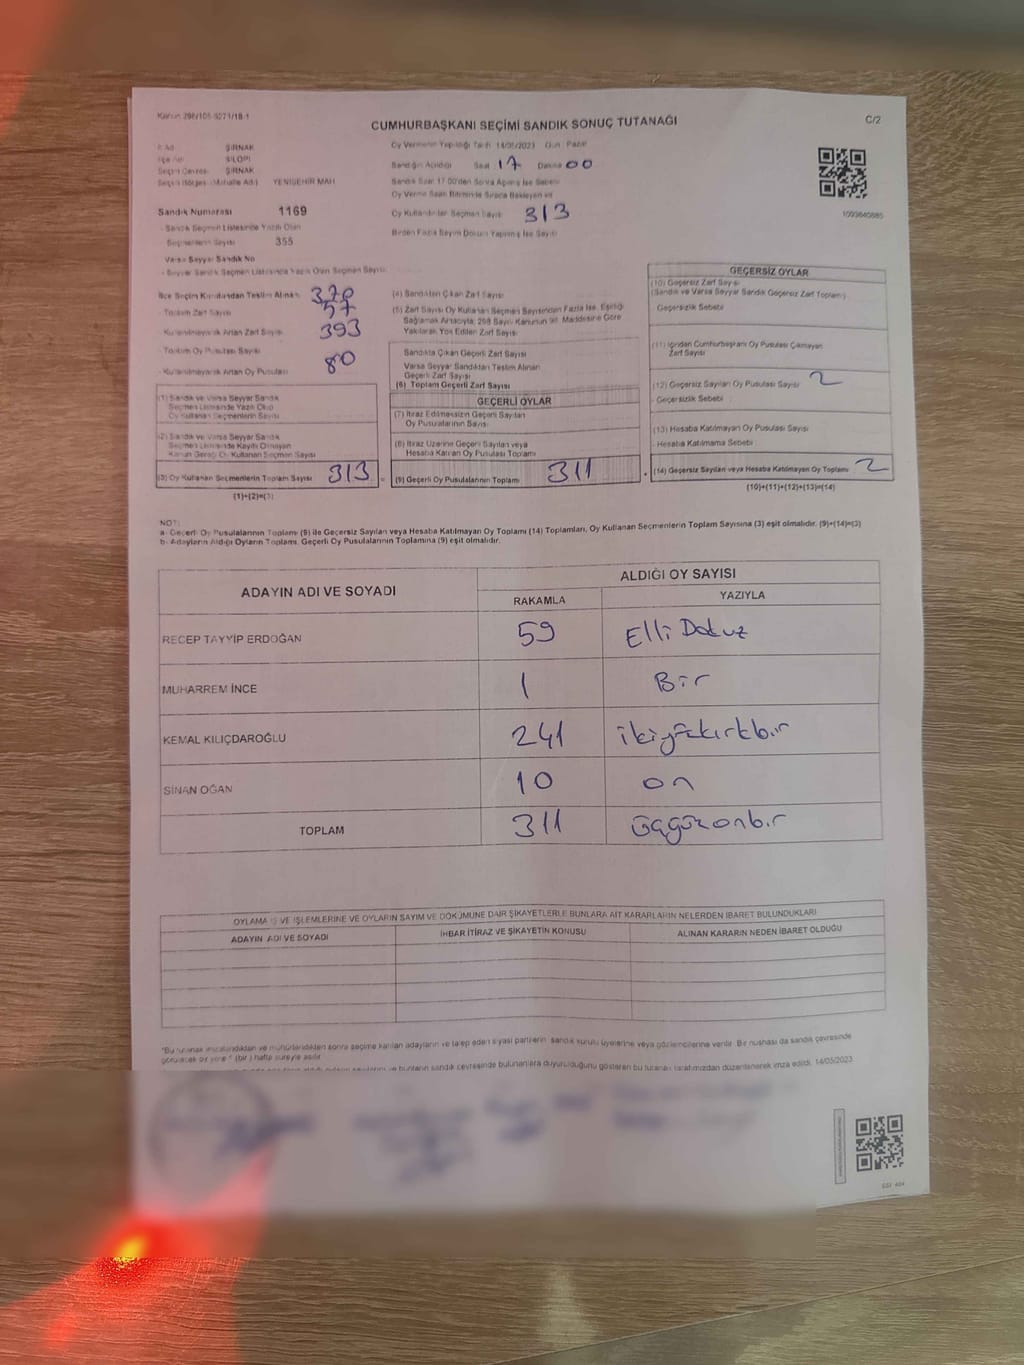 Kanun 298/105-5271/18-1
CUMHURBAŞKANI SEÇİMİ SANDIK SONUÇ TUTANAĞI
C/2
İl Adı ŞIRNAK
İlçe Adı SİLOPİ
Seçim Çevresi ŞIRNAK
Seçim Bölgesi (Mahalle Adı) YENİŞEHİR MAH.
Sandık Numarası 1169
- Sandık Seçmen Listesinde Yazılı Olan
Seçmenlerin Sayısı 355
Varsa Seyyar Sandık No
- Seyyar Sandık Seçmen Listesinde Yazılı Olan Seçmen Sayısı
Oy Vermenin Yapıldığı Tarih 14/05/2023 Gün: Pazar
Sandığın Açıldığı Saat 17 Dakika 00
Sandık Saat 17.00'den Sonra Açılmış İse Sebebi
Oy Verme Saati Bitiminde Sırada Bekleyen
Oy Kullandırılan Seçmen Sayısı 313
Birden Fazla Sayım Döküm Yapılmış İse Sayısı
1093640885
İlçe Seçim Kurulundan Teslim Alınan
- Toplam Zarf Sayısı
- Kullanılmayarak Artan Zarf Sayısı 57
- Toplam Oy Pusulası Sayısı 393
- Kullanılmayarak Artan Oy Pusulası 80
(1) Sandık ve Varsa Seyyar Sandık
Seçmen Listesinde Yazılı Olup
Oy Kullanan Seçmenlerin Sayısı
(2) Sandık ve Varsa Seyyar Sandık
Seçmen Listesinde Kayıtlı Olmayan
Kanun Gereği Oy Kullanan Seçmen Sayısı
(3) Oy Kullanan Seçmenlerin Toplam Sayısı 313
(1)+(2)=(3)
(4) Sandıktan Çıkan Zarf Sayısı
(5) Zarf Sayısı Oy Kullanan Seçmen Sayısından Fazla İse, Eşitliği
Sağlamak Amacıyla, 298 Sayılı Kanunun 98. Maddesine Göre
Yakılarak Yok Edilen Zarf Sayısı
Sandıkta Çıkan Geçerli Zarf Sayısı
Varsa Seyyar Sandıktan Teslim Alınan
Geçerli Zarf Sayısı
(6) Toplam Geçerli Zarf Sayısı
GEÇERLİ OYLAR
(7) İtiraz Edilmeksizin Geçerli Sayılan
Oy Pusulalarının Sayısı
(8) İtiraz Üzerine Geçerli Sayılan veya
Hesaba Katılan Oy Pusulası Toplamı
(9) Geçerli Oy Pusulalarının Toplamı 311
GEÇERSİZ OYLAR
(10) Geçersiz Zarf Sayısı
(Sandık ve Varsa Seyyar Sandık Geçersiz Zarf Toplamı)
Geçersizlik Sebebi
(11) İçinden Cumhurbaşkanı Oy Pusulası Çıkmayan
Zarf Sayısı
(12) Geçersiz Sayılan Oy Pusulası Sayısı 2
Geçersizlik Sebebi
(13) Hesaba Katılmayan Oy Pusulası Sayısı
- Hesaba Katılmama Sebebi
(14) Geçersiz Sayılan veya Hesaba Katılmayan Oy Toplamı 2
(10)+(11)+(12)+(13)=(14)
NOT:
a- Geçerli Oy Pusulalarının Toplamı (9) ile Geçersiz Sayılan veya Hesaba Katılmayan Oy Toplamı (14) Toplamları, Oy Kullanan Seçmenlerin Toplam Sayısına (3) eşit olmalıdır. (9)+(14)=(3)
b- Adayların Aldığı Oyların Toplamı, Geçerli Oy Pusulalarının Toplamına (9) eşit olmalıdır.
ADAYIN ADI VE SOYADI
ALDIĞI OY SAYISI
RAKAMLA YAZIYLA
RECEP TAYYİP ERDOĞAN 59 Elli Dokuz
MUHARREM İNCE 1 Bir
KEMAL KILIÇDAROĞLU 241 ikiyüzkırkbir
SİNAN OĞAN 10 on
TOPLAM 311 üçyüzonbir
OYLAMA İŞ VE İŞLEMLERİNE VE OYLARIN SAYIM VE DÖKÜMÜNE DAİR ŞİKAYETLERLE BUNLARA AİT KARARLARIN NELERDEN İBARET BULUNDUKLARI
ADAYIN ADI VE SOYADI İHBAR İTİRAZ VE ŞİKAYETİN KONUSU ALINAN KARARIN NEDEN İBARET OLDUĞU
"Bu tutanak imzalandıktan ve mühürlendikten sonra seçime katılan adayların ve talep eden siyasi partilerin sandık kurulu üyelerine veya gözlemcilerine verilir. Bir nüshası da sandık çevresinde
görülecek bir yere" (bir) hafta süreyle asılır
bunların sandık çevresinde bulunanlara duyurulduğunu gösteren bu tutanak tarafımızdan düzenlenerek imza edildi. 14/05/2023